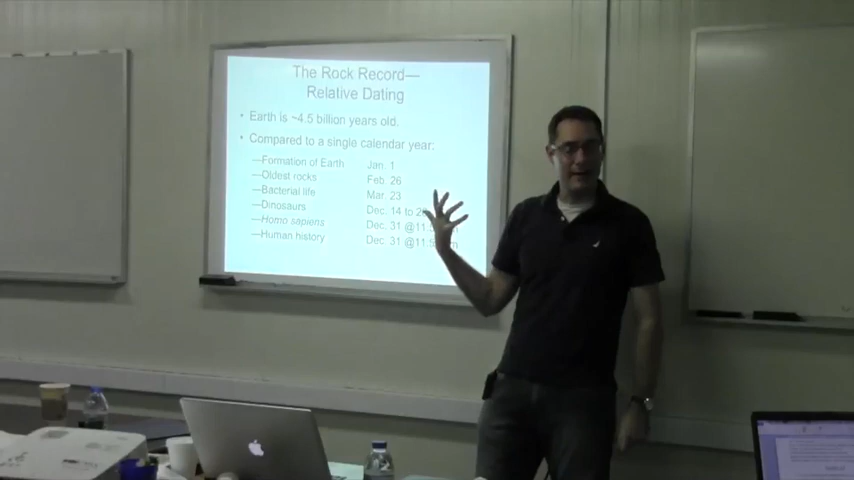 The Rock Record—
Relative Dating
• Earth is ~4.5 billion years old.
• Compared to a single calendar year:
—Formation of Earth Jan. 1
—Oldest rocks Feb. 26
—Bacterial life Mar. 23
—Dinosaurs Dec. 14 to
—Homo sapiens Dec. 31
—Human history Dec. 31